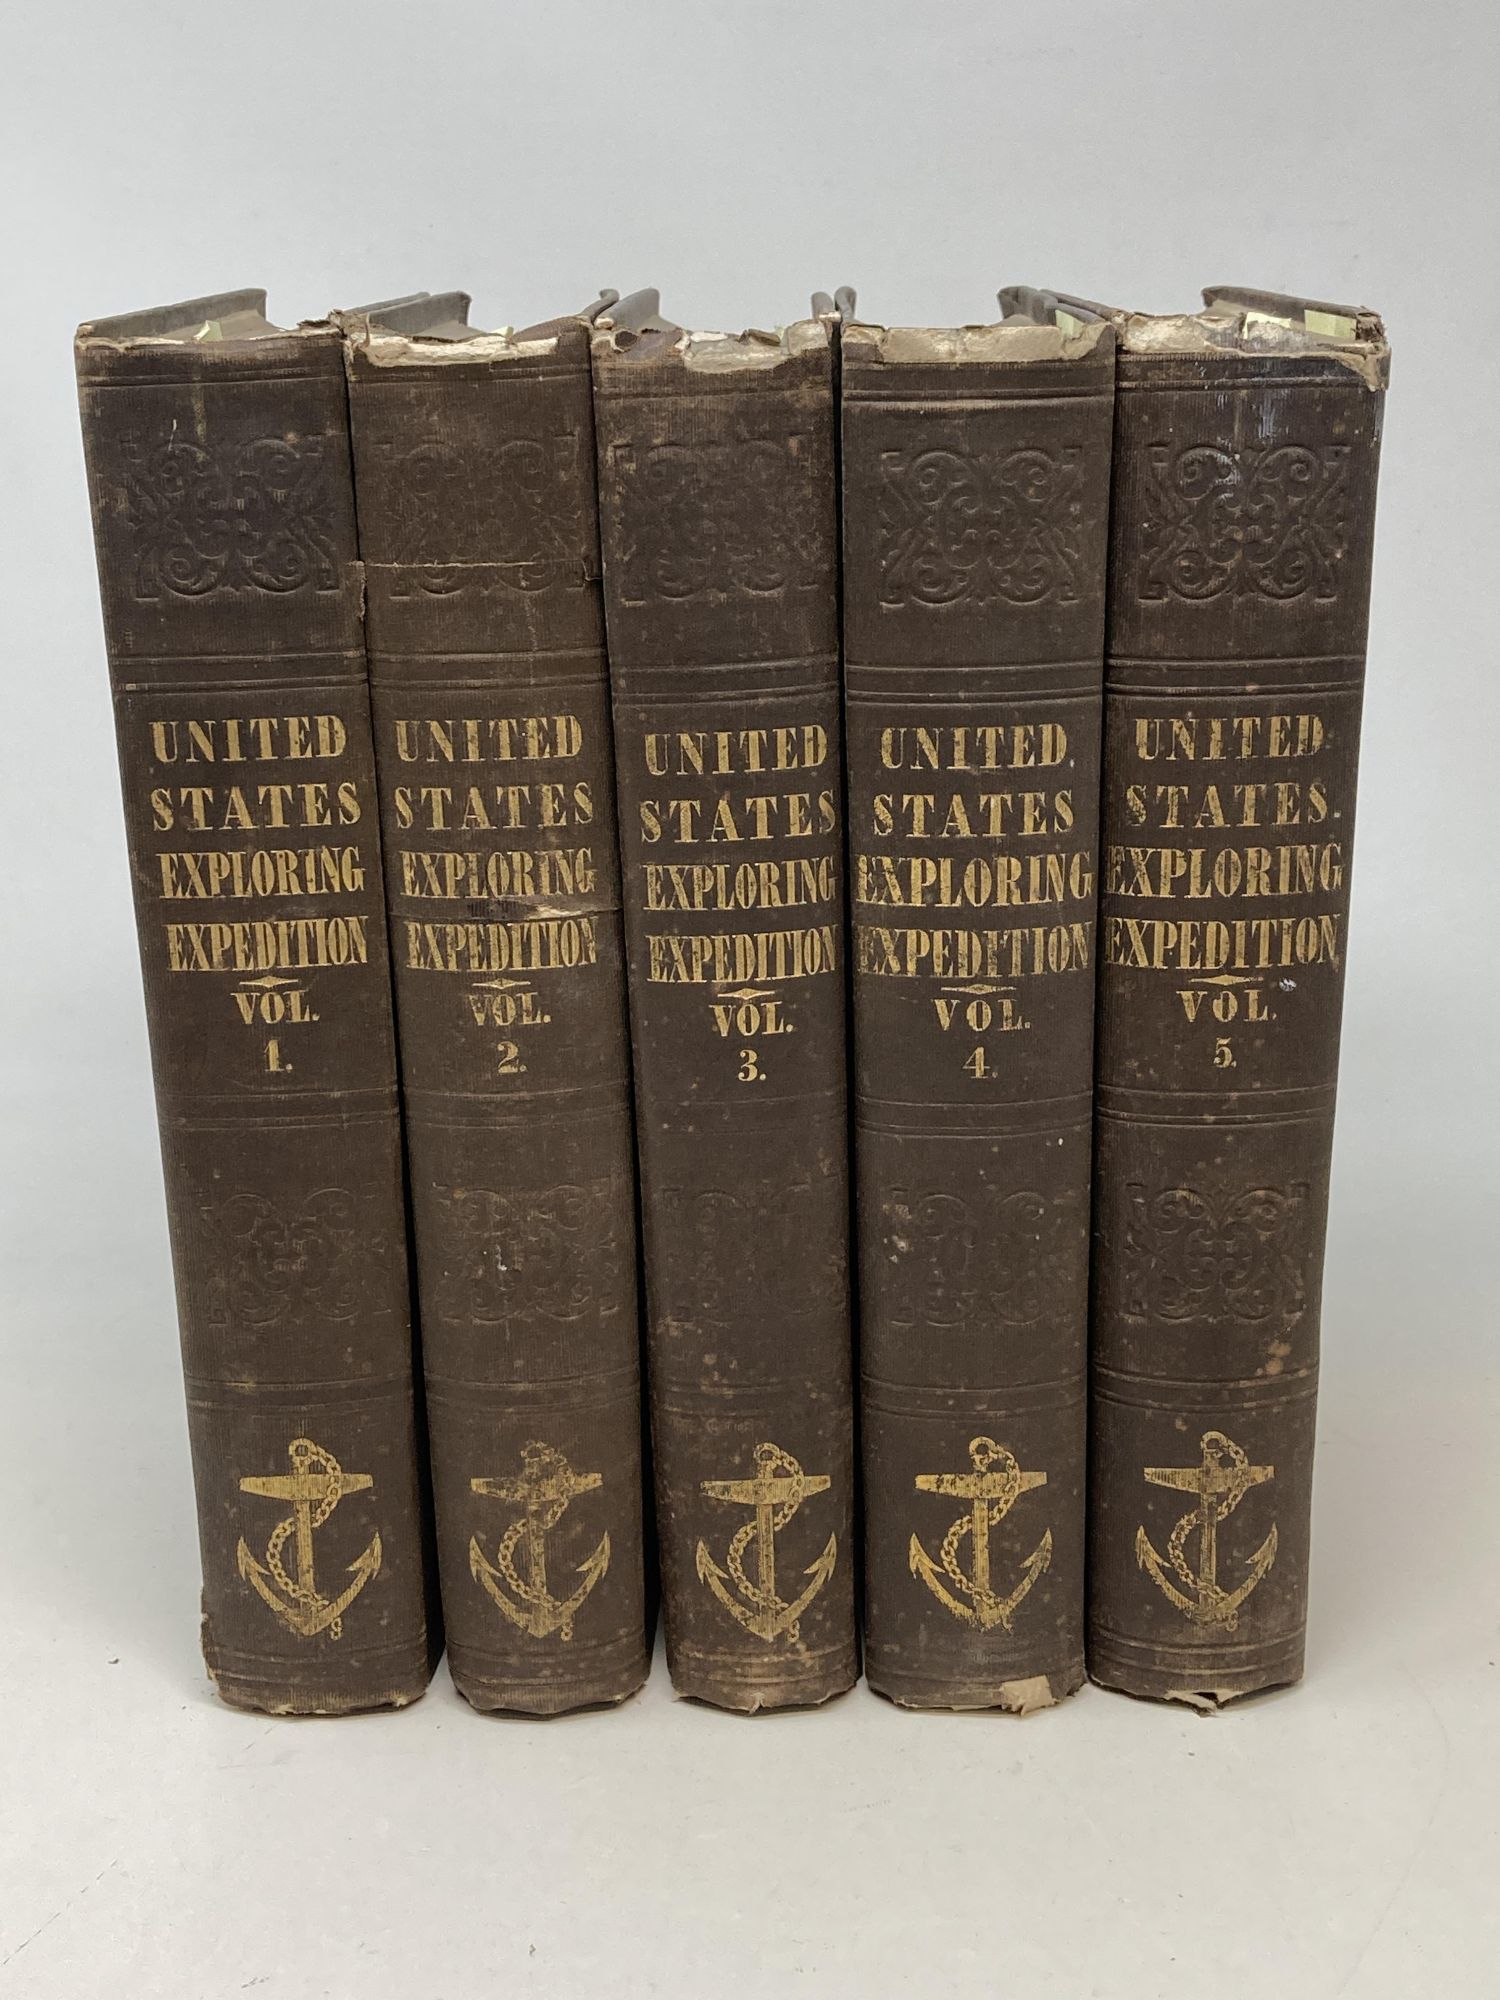 UNITED
STATES
EXPLORING
EXPEDITION
VOL.
1.
UNITED
STATES
EXPLORING
EXPEDITION
VOL.
2.
UNITED
STATES
EXPLORING
EXPEDITION
VOL.
3.
UNITED
STATES
EXPLORING
EXPEDITION
VOL.
4.
UNITED
STATES.
EXPLORING
EXPEDITION
VOL.
5.